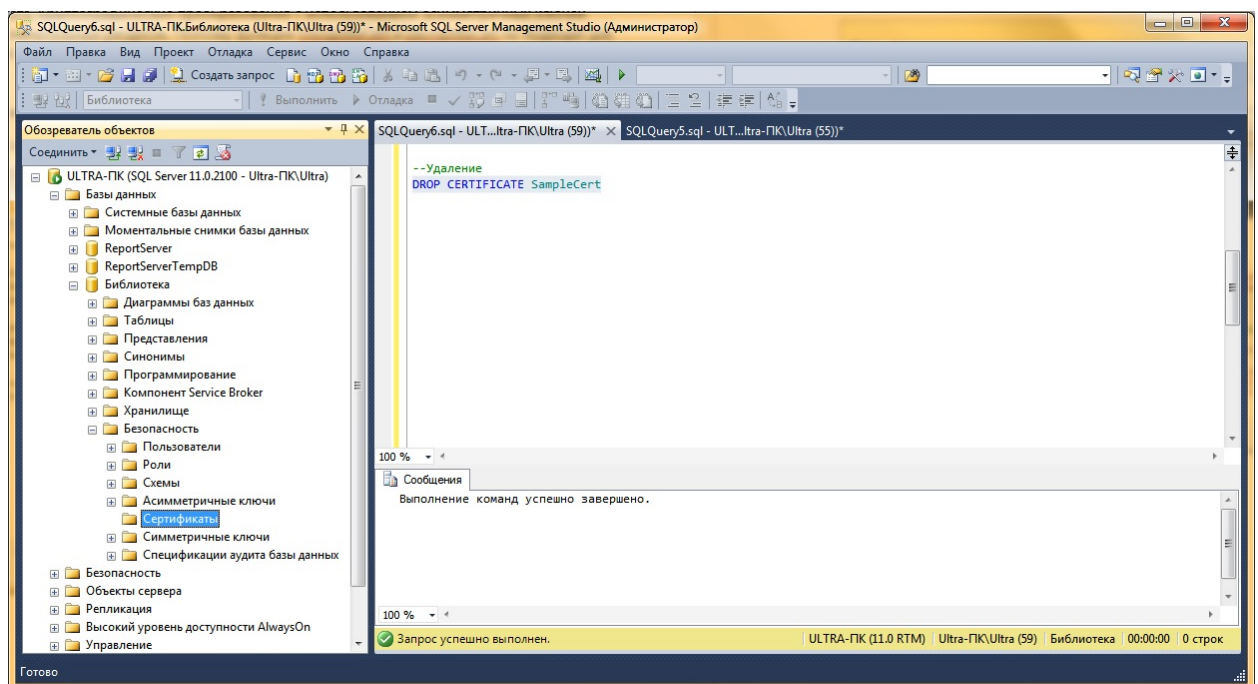 SQLQuery6.sql - ULTRA-ПК.Библиотека (Ultra-ПК\Ultra (59))* - Microsoft SQL Server Management Studio (Администратор)
Файл Правка Вид Проект Отладка Сервис Окно Справка
Создать запрос
Библиотека Выполнить Отладка
Обозреватель объектов
SQLQuery6.sql - ULT...ltra-ПК\Ultra (59))* SQLQuery5.sql - ULT...ltra-ПК\Ultra (55))*
Соединить
ULTRA-ПК (SQL Server 11.0.2100 - Ultra-ПК\Ultra)
Базы данных
Системные базы данных
Моментальные снимки базы данных
ReportServer
ReportServerTempDB
Библиотека
Диаграммы баз данных
Таблицы
Представления
Синонимы
Программирование
Компонент Service Broker
Хранилище
Безопасность
Пользователи
Роли
Схемы
Асимметричные ключи
Сертификаты
Симметричные ключи
Спецификации аудита базы данных
Безопасность
Объекты сервера
Репликация
Высокий уровень доступности AlwaysOn
Управление
--Удаление
DROP CERTIFICATE SampleCert
100 %
Сообщения
Выполнение команд успешно завершено.
100 %
Запрос успешно выполнен. ULTRA-ПК (11.0 RTM) Ultra-ПК\Ultra (59) Библиотека 00:00:00 0 строк
Готово